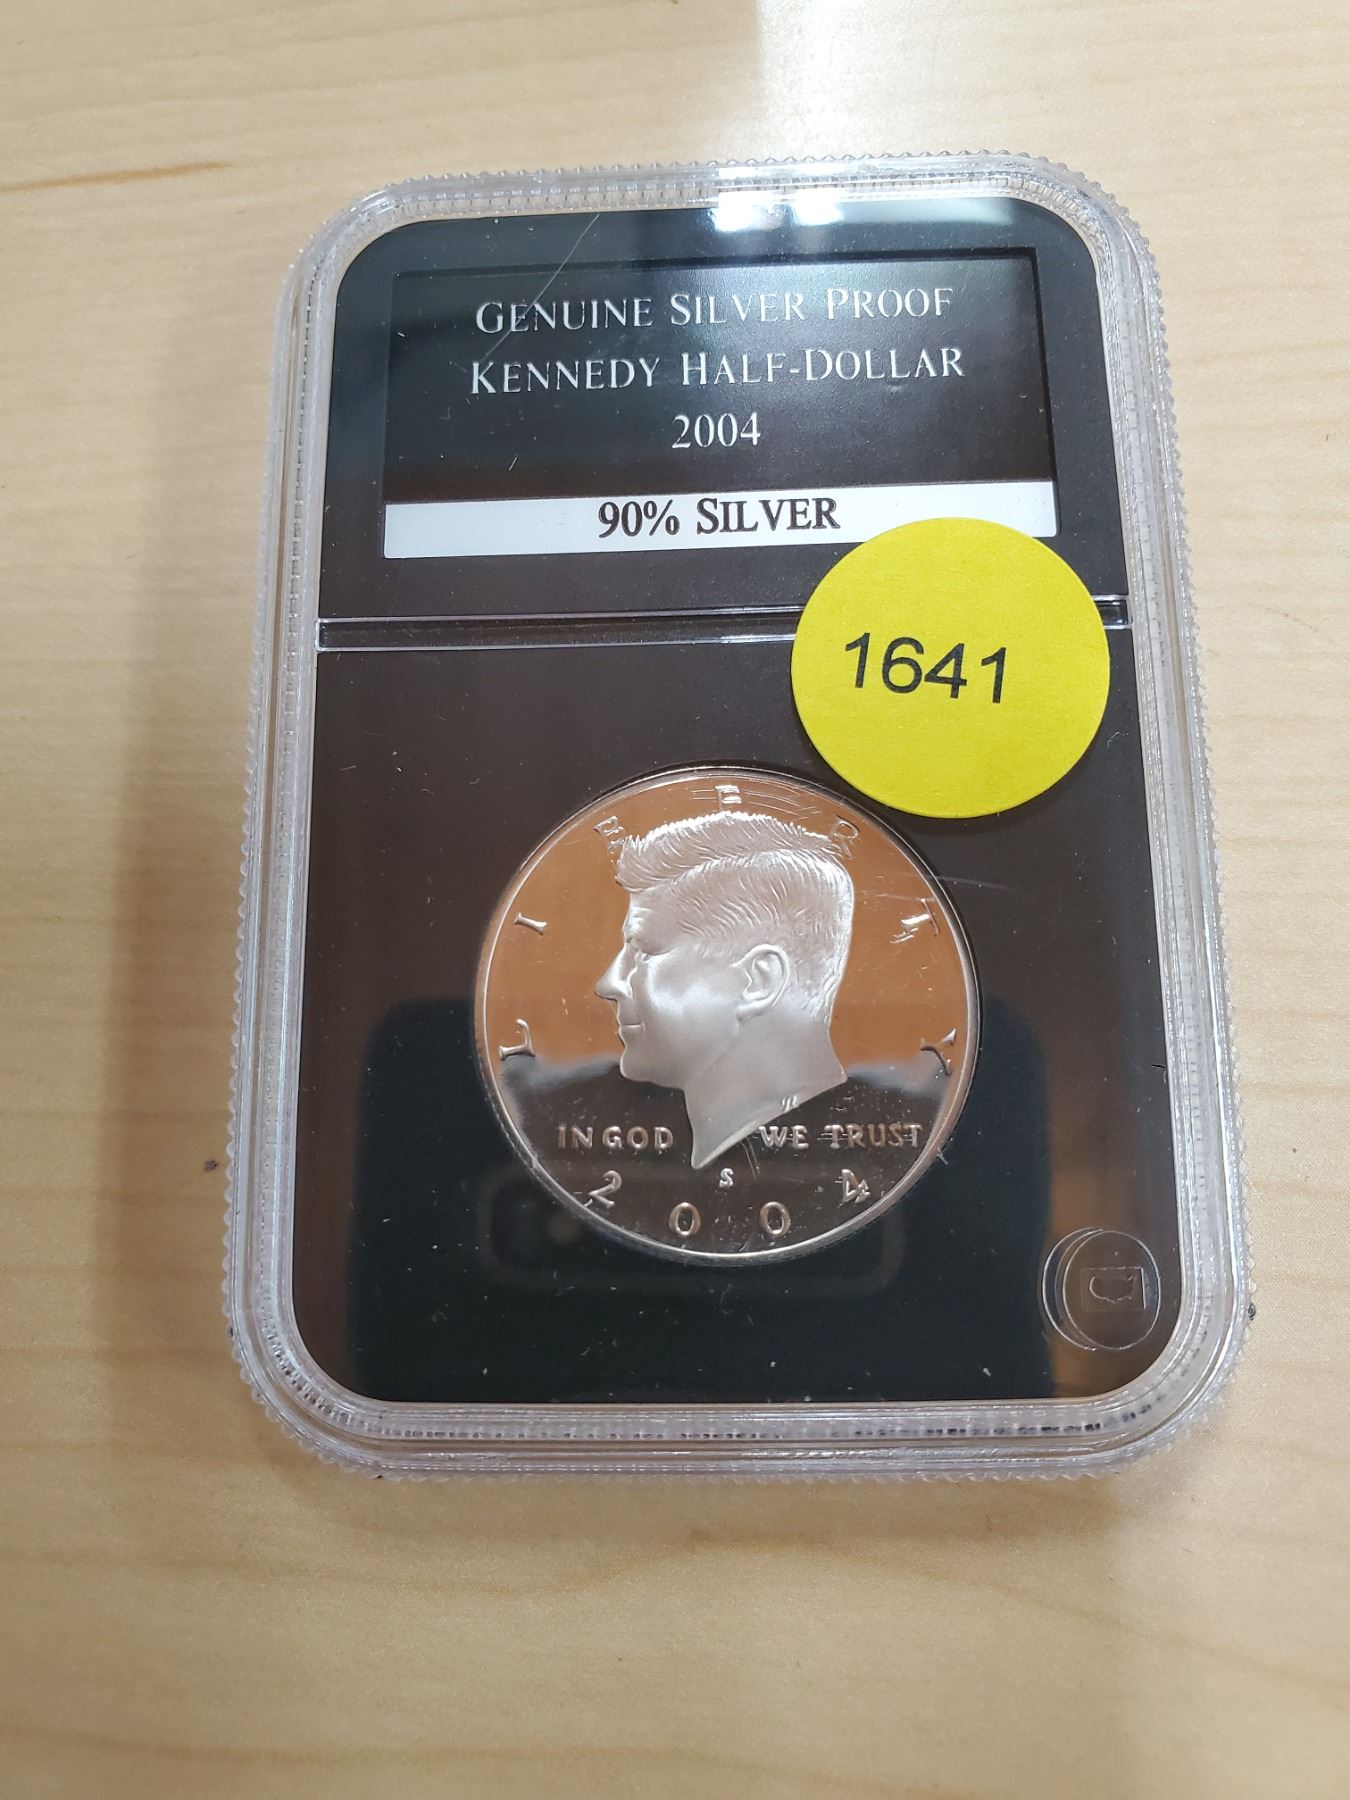 GENUINE SILVER PROOF
KENNEDY HALF-DOLLAR
2004
90% SILVER
1641
LIBERTY
IN GOD WE TRUST
S
2004